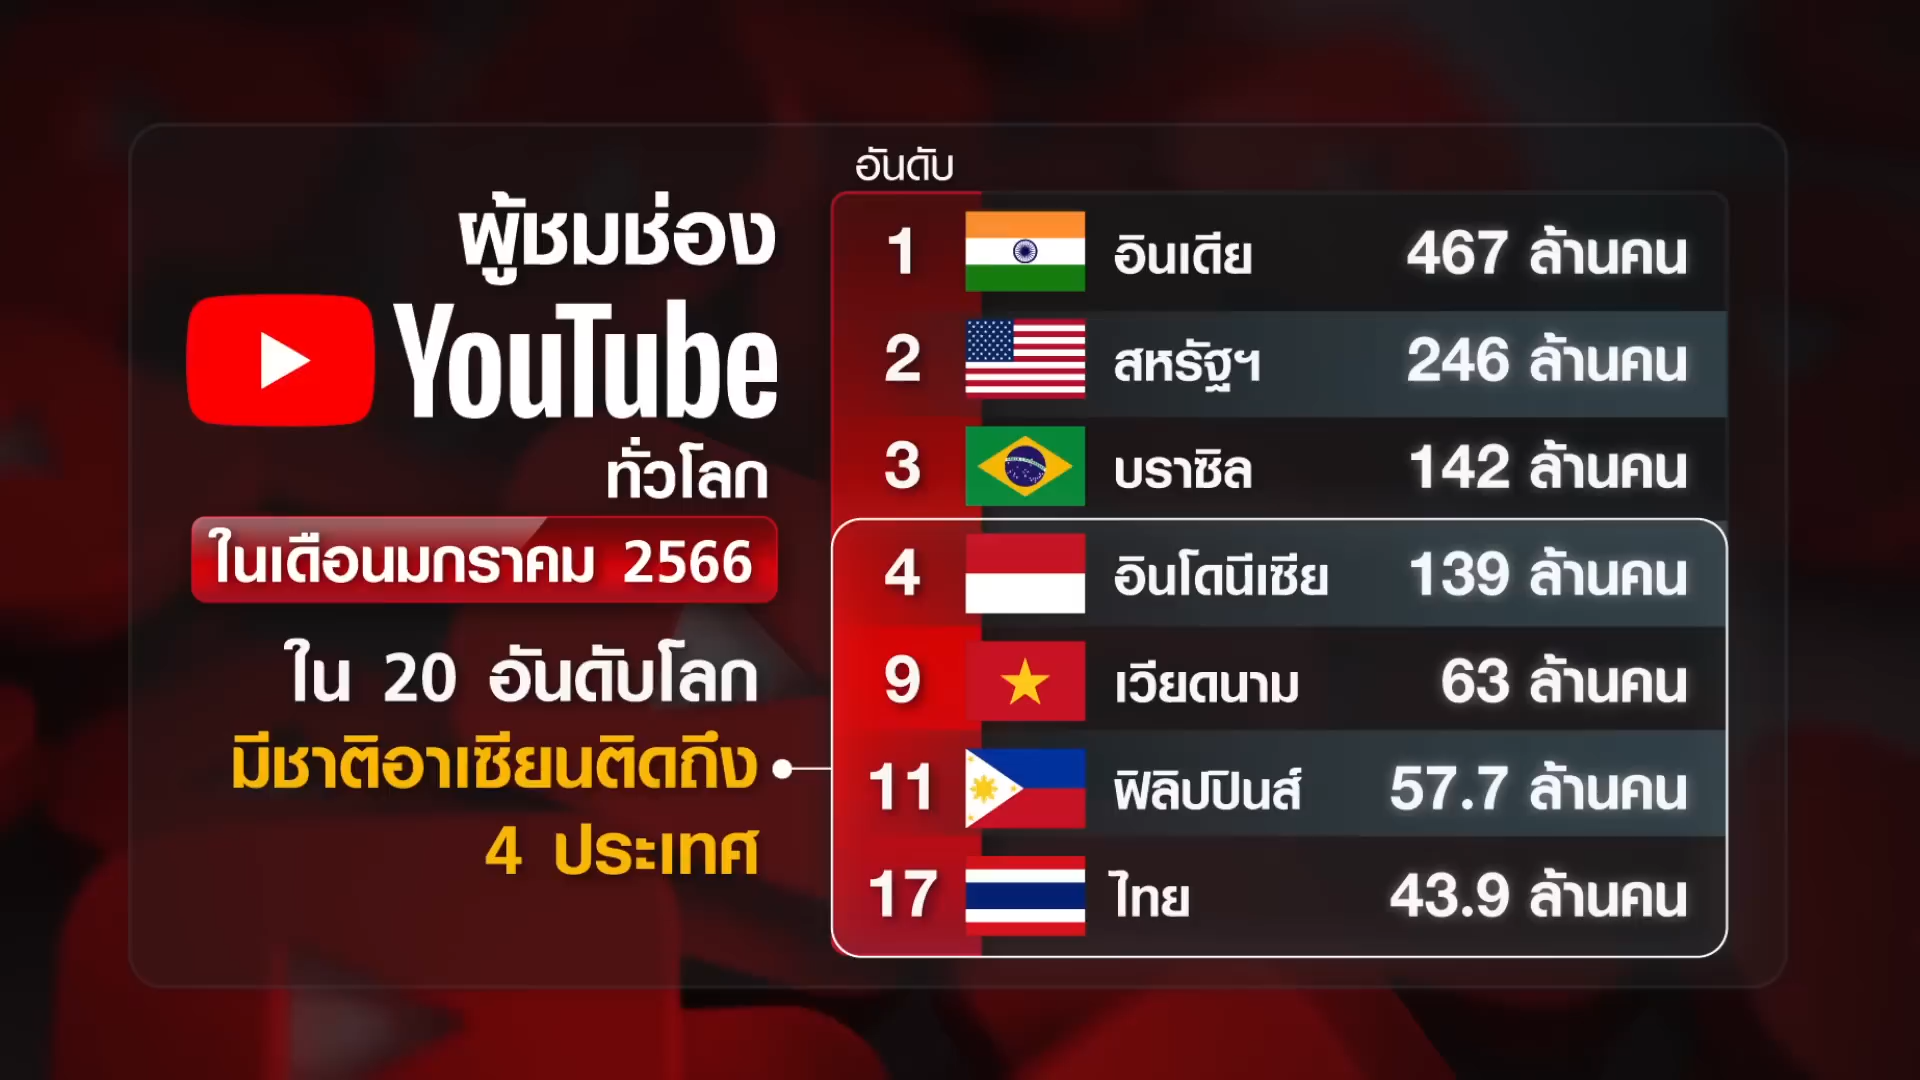 ผู้ชมช่อง
YouTube
ทั่วโลก
ในเดือนมกราคม 2566
ใน 20 อันดับโลก
มีชาติอาเซียนติดถึง
4 ประเทศ
อันดับ
1 อินเดีย 467 ล้านคน
2 สหรัฐฯ 246 ล้านคน
3 บราซิล 142 ล้านคน
4 อินโดนีเซีย 139 ล้านคน
9 เวียดนาม 63 ล้านคน
11 ฟิลิปปินส์ 57.7 ล้านคน
17 ไทย 43.9 ล้านคน